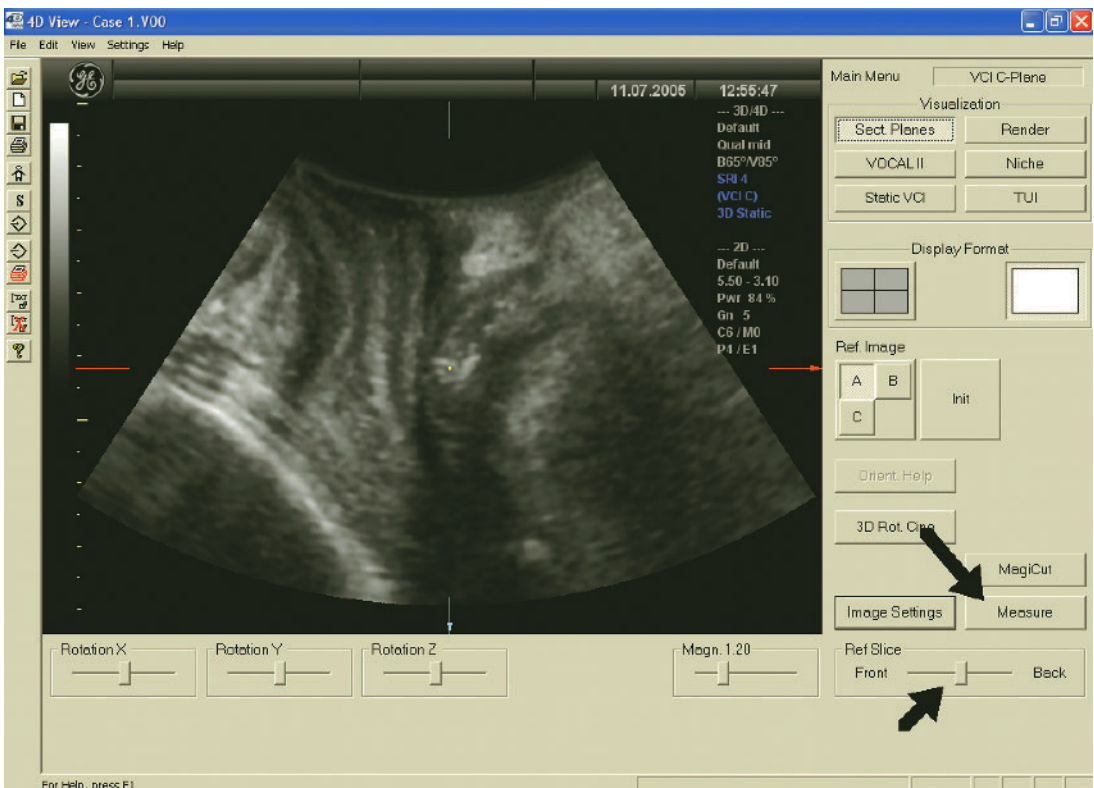 4D View - Case 1.V00
File Edit View Settings Help
GE
11.07.2005 12:55:47
--- 3D/4D ---
Default
Qual mid
B65°/V85°
SRI 4
(VCI C)
3D Static
--- 2D ---
Default
5.50 - 3.10
Pwr 84 %
Gn 5
C6 / M0
P4 / E1
Main Menu VCI C-Plane
Visualization
Sect. Planes Render
VOCAL II Niche
Static VCI TUI
Display Format
Ref. Image
A B
C
Init
Orient. Help
3D Rot. Cine
MagiCut
Image Settings Measure
Rotation X Rotation Y Rotation Z Magn. 1.20 Ref Slice
Front Back
S
?
For Help, press F1